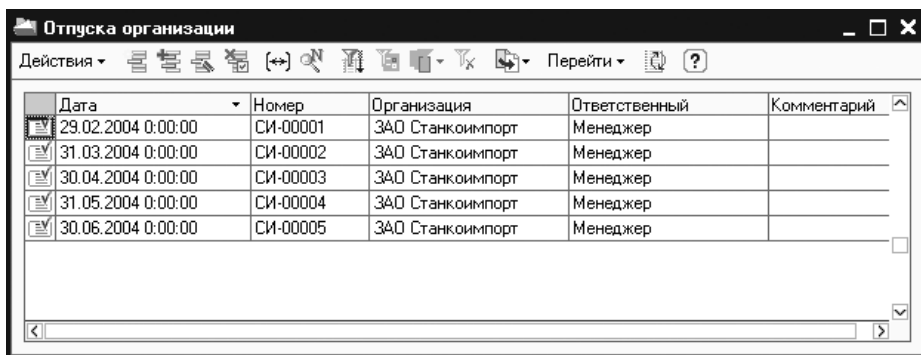 Отпуска организации
Действия Перейти ?
Дата Номер Организация Ответственный Комментарий
29.02.2004 0:00:00 СИ-00001 ЗАО Станкоимпорт Менеджер
31.03.2004 0:00:00 СИ-00002 ЗАО Станкоимпорт Менеджер
30.04.2004 0:00:00 СИ-00003 ЗАО Станкоимпорт Менеджер
31.05.2004 0:00:00 СИ-00004 ЗАО Станкоимпорт Менеджер
30.06.2004 0:00:00 СИ-00005 ЗАО Станкоимпорт Менеджер